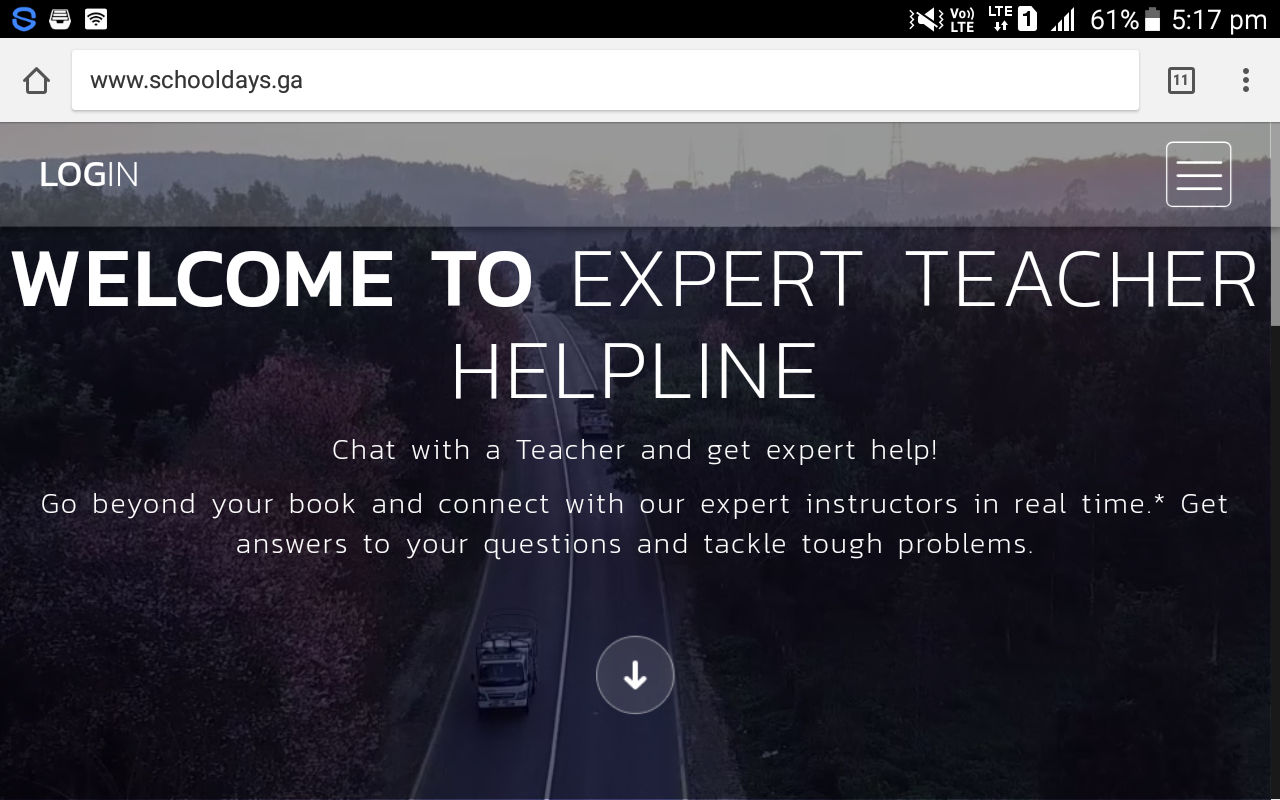 Vo)) LTE LTE 1 61% 5:17 pm
www.schooldays.ga
11
LOGIN
WELCOME TO EXPERT TEACHER
HELPLINE
Chat with a Teacher and get expert help!
Go beyond your book and connect with our expert instructors in real time.* Get
answers to your questions and tackle tough problems.